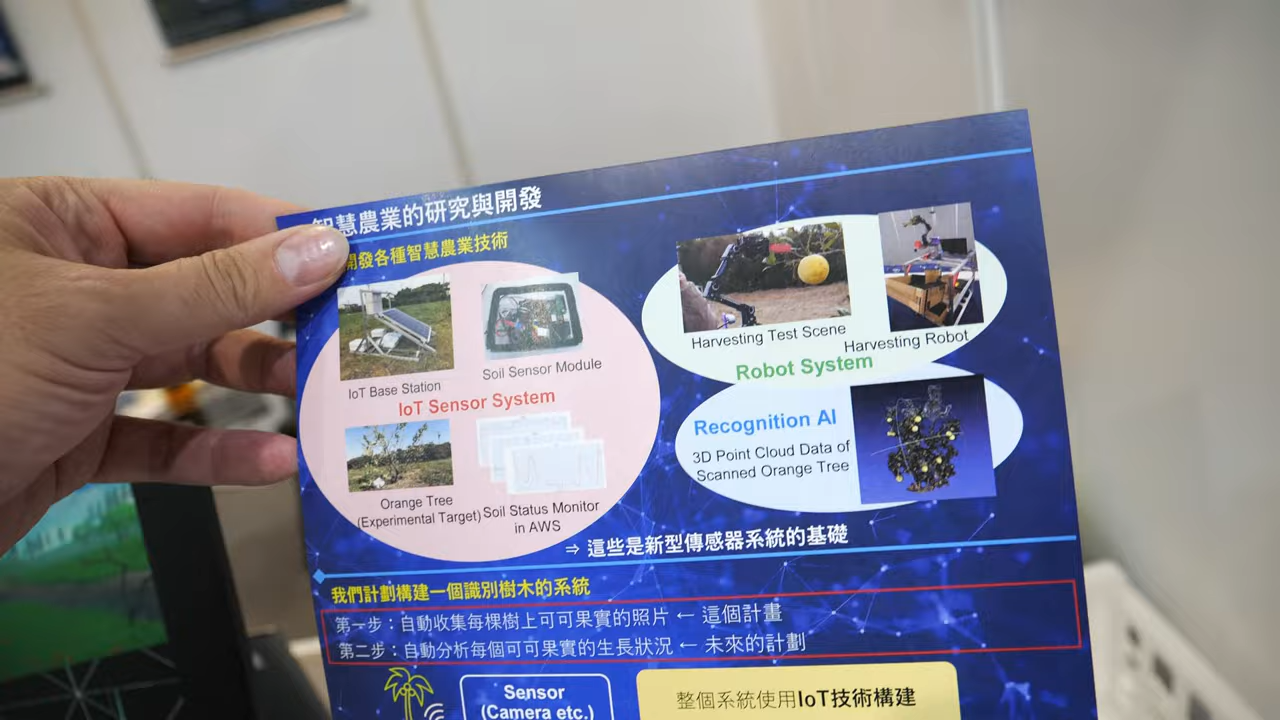 智慧農業的研究與開發
開發各種智慧農業技術
IoT Base Station
Soil Sensor Module
IoT Sensor System
Orange Tree
(Experimental Target)
Soil Status Monitor
in AWS
Harvesting Test Scene
Harvesting Robot
Robot System
Recognition AI
3D Point Cloud Data of
Scanned Orange Tree
⇒ 這些是新型傳感器系統的基礎
我們計劃構建一個識別樹木的系統
第一步：自動收集每棵樹上可可果實的照片 ← 這個計畫
第二步：自動分析每個可可果實的生長狀況 ← 未來的計劃
Sensor
(Camera etc.)
整個系統使用IoT技術構建